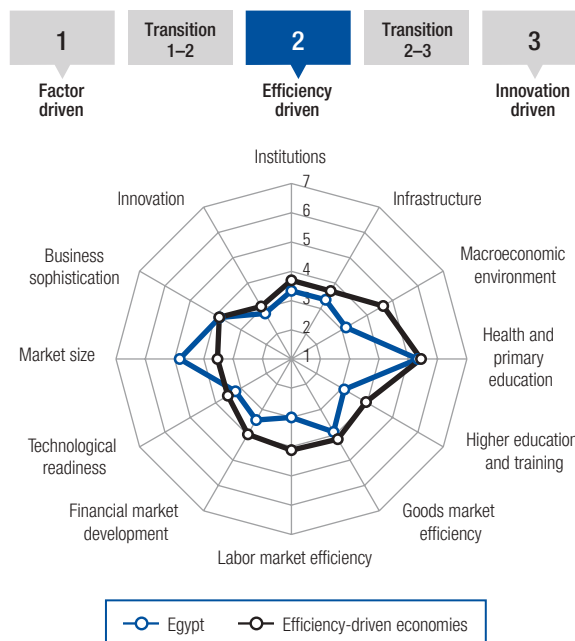 1
Transition
1–2
2
Transition
2–3
3
Factor
driven
Efficiency
driven
Innovation
driven
Institutions
7
6
5
4
3
2
1
Infrastructure
Macroeconomic
environment
Health and
primary
education
Higher education
and training
Goods market
efficiency
Labor market efficiency
Financial market
development
Technological
readiness
Market size
Business
sophistication
Innovation
Egypt
Efficiency-driven economies